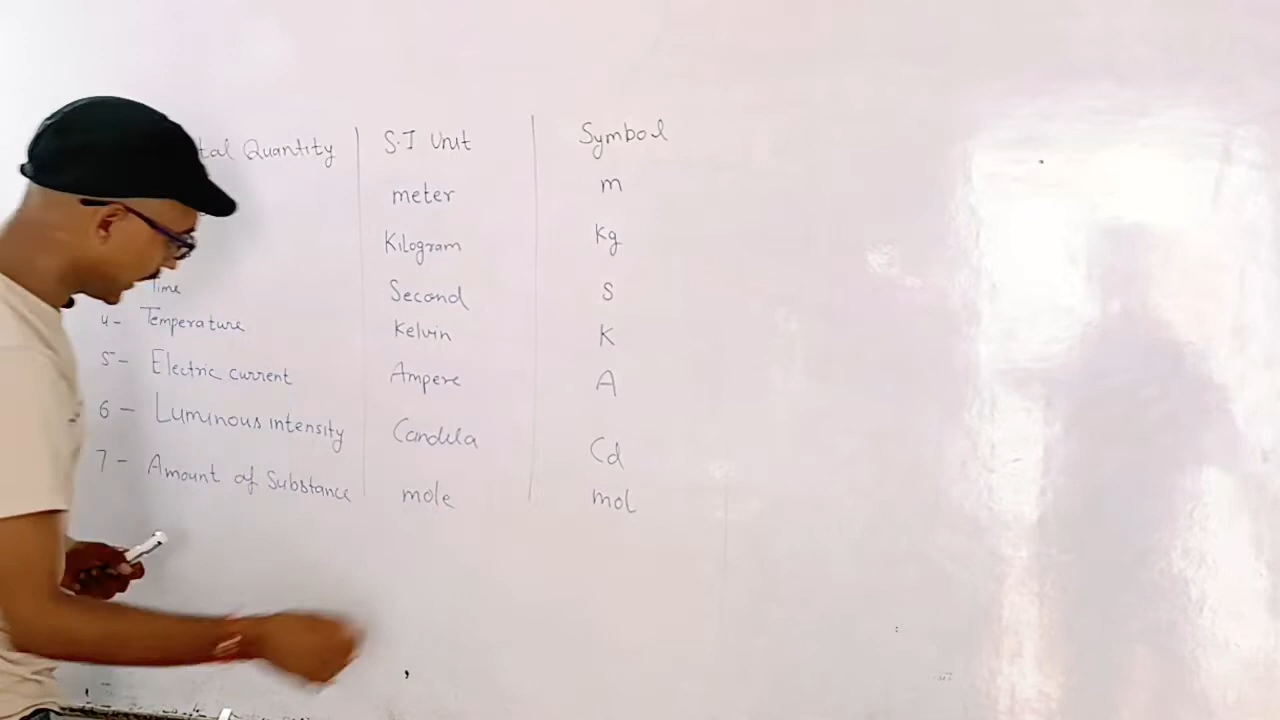 tal Quantity S.I Unit Symbol
meter m
Kilogram Kg
Time Second S
4- Temperature Kelvin K
5- Electric current Ampere A
6- Luminous intensity Candela Cd
7- Amount of Substance mole mol